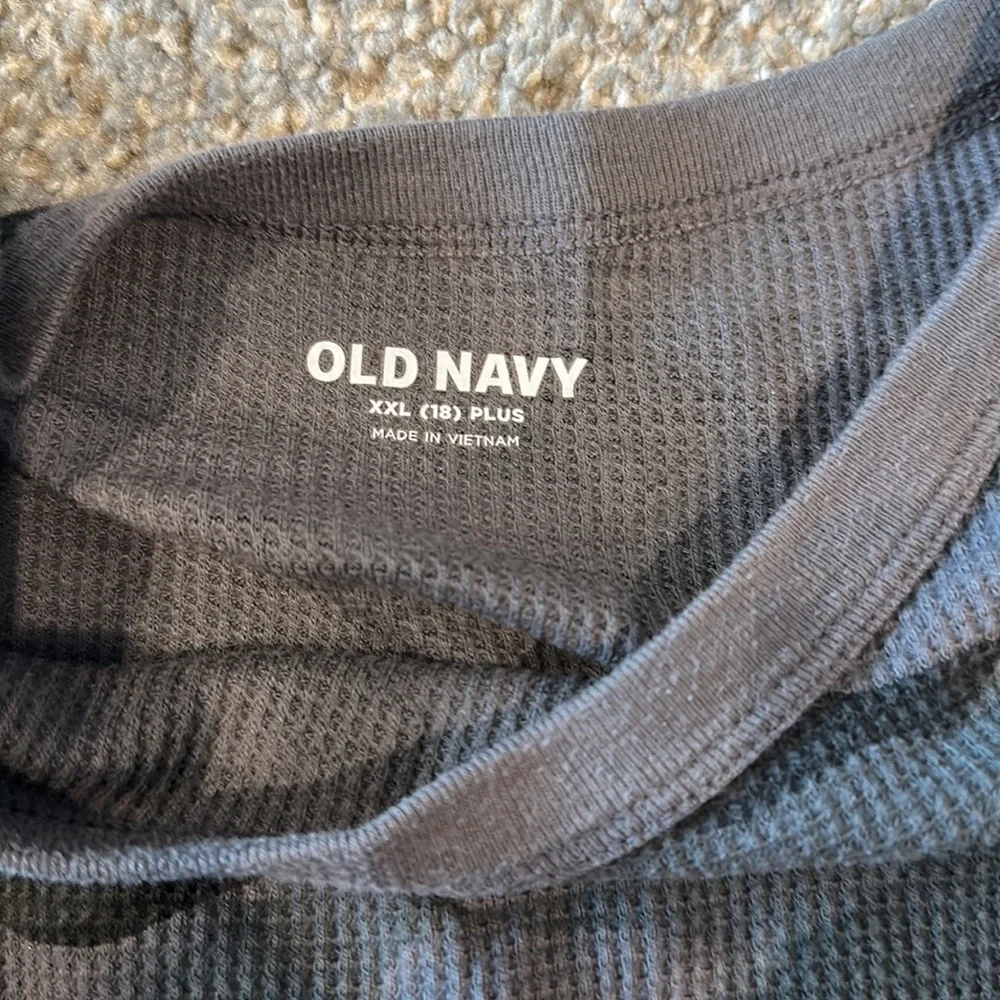 OLD NAVY
XXL (18) PLUS
MADE IN VIETNAM